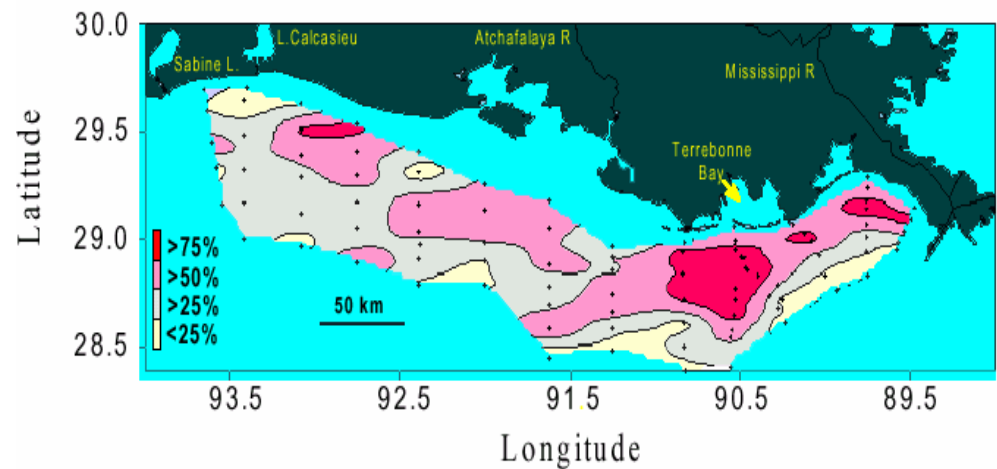 30.0
29.5
29.0
28.5
Latitude
L.Calcasieu
Sabine L.
Atchafalaya R
Mississippi R
Terrebonne
Bay
>75%
>50%
>25%
<25%
50 km
93.5
92.5
91.5
90.5
89.5
Longitude